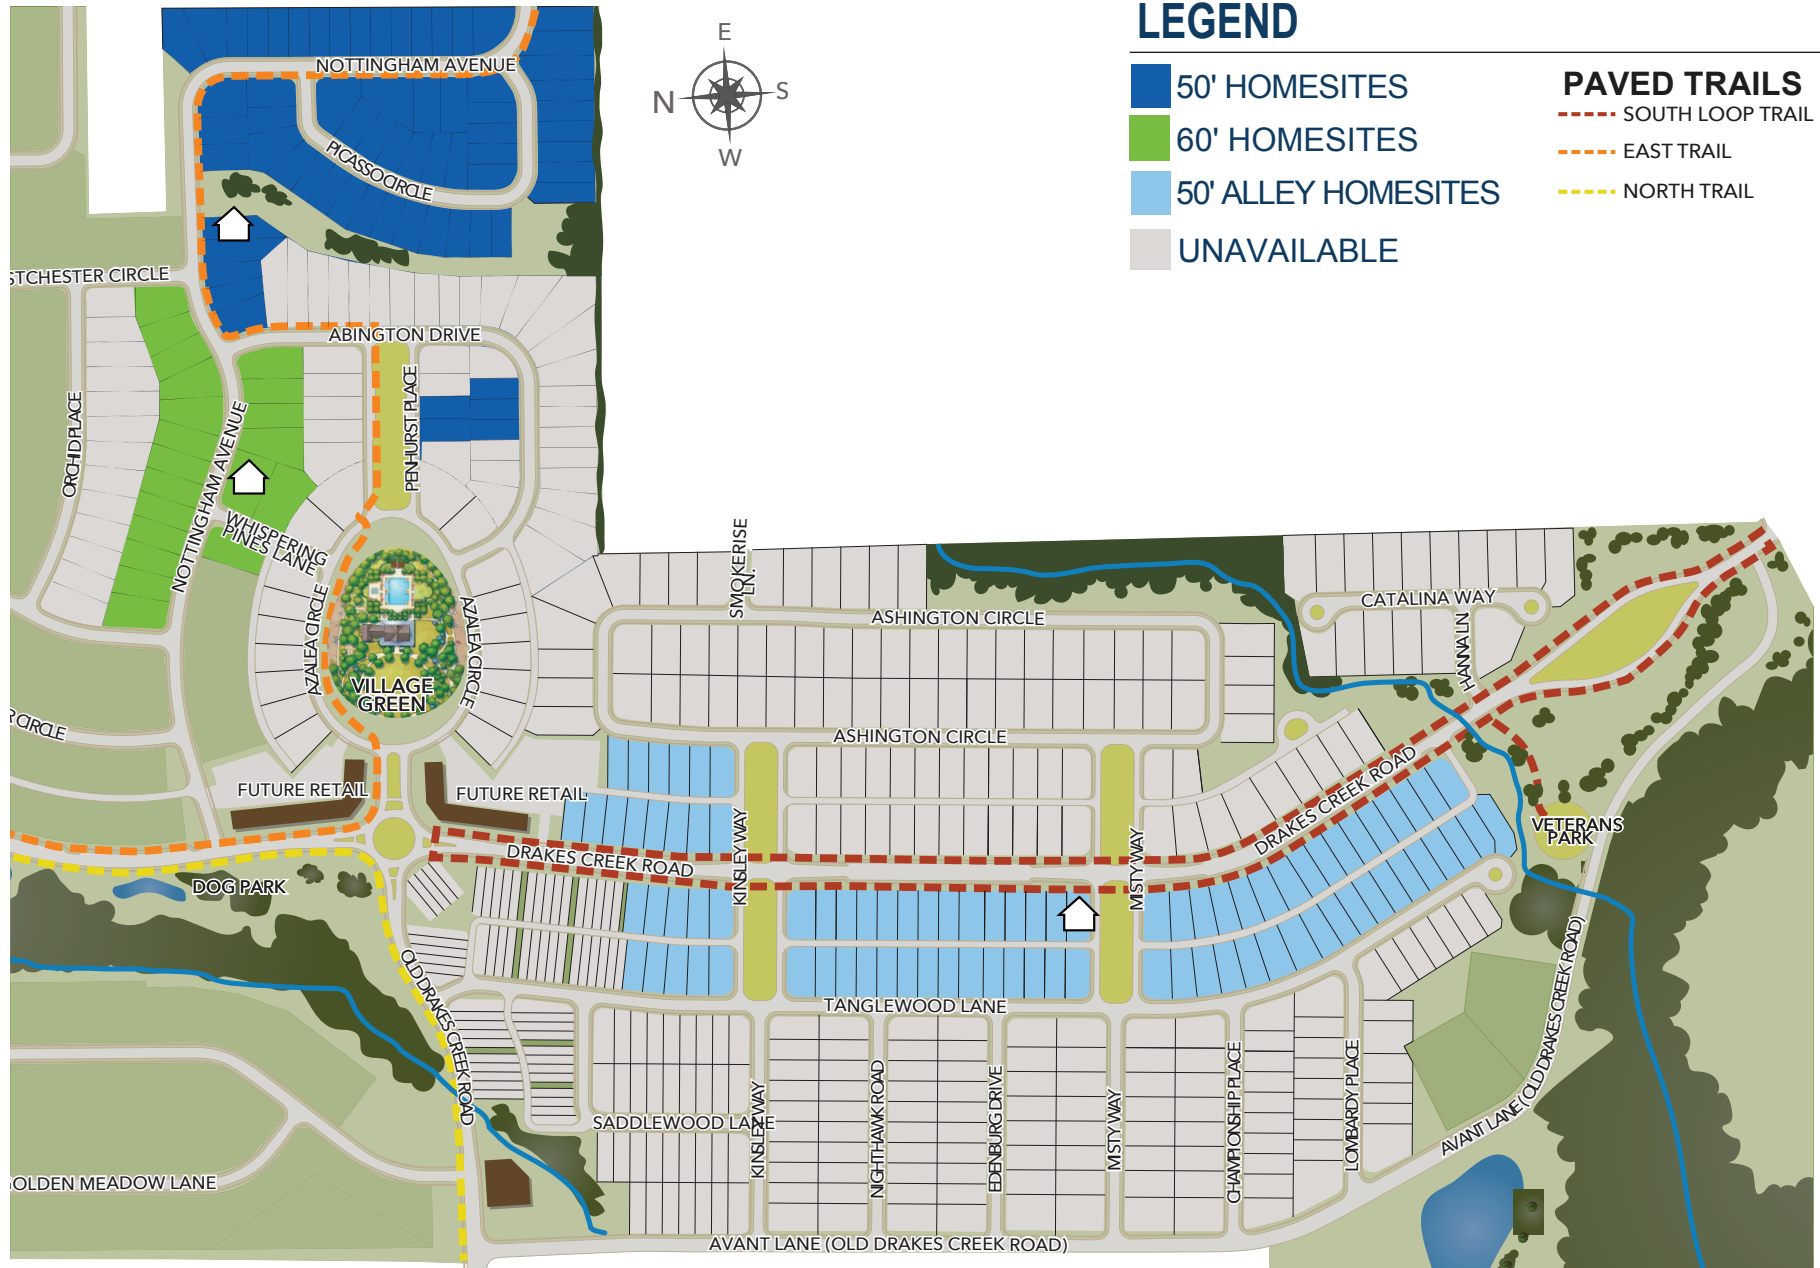 LEGEND
50' HOMESITES
60' HOMESITES
50' ALLEY HOMESITES
UNAVAILABLE
PAVED TRAILS
SOUTH LOOP TRAIL
EAST TRAIL
NORTH TRAIL
E
N
S
W
NOTTINGHAM AVENUE
PICASSO CIRCLE
STCHESTER CIRCLE
ABINGTON DRIVE
ORCHID PLACE
NOTTINGHAM AVENUE
PENHURST PLACE
WHISPERING
PINES LANE
AZALEA CIRCLE
AZALEA CIRCLE
VILLAGE
GREEN
R CIRCLE
SMOKERISE
LN.
ASHINGTON CIRCLE
CATALINA WAY
HANNA LN
ASHINGTON CIRCLE
FUTURE RETAIL
FUTURE RETAIL
DRAKES CREEK ROAD
DRAKES CREEK ROAD
KINSLEY WAY
MISTY WAY
VETERANS
PARK
DOG PARK
OLD DRAKES CREEK ROAD
TANGLEWOOD LANE
SADDLEWOOD LANE
KINSLEY WAY
NIGHTHAWK ROAD
EDENBURG DRIVE
MISTY WAY
CHAMPIONSHIP PLACE
LOMBARDY PLACE
AVANT LANE (OLD DRAKES CREEK ROAD)
GOLDEN MEADOW LANE
AVANT LANE (OLD DRAKES CREEK ROAD)